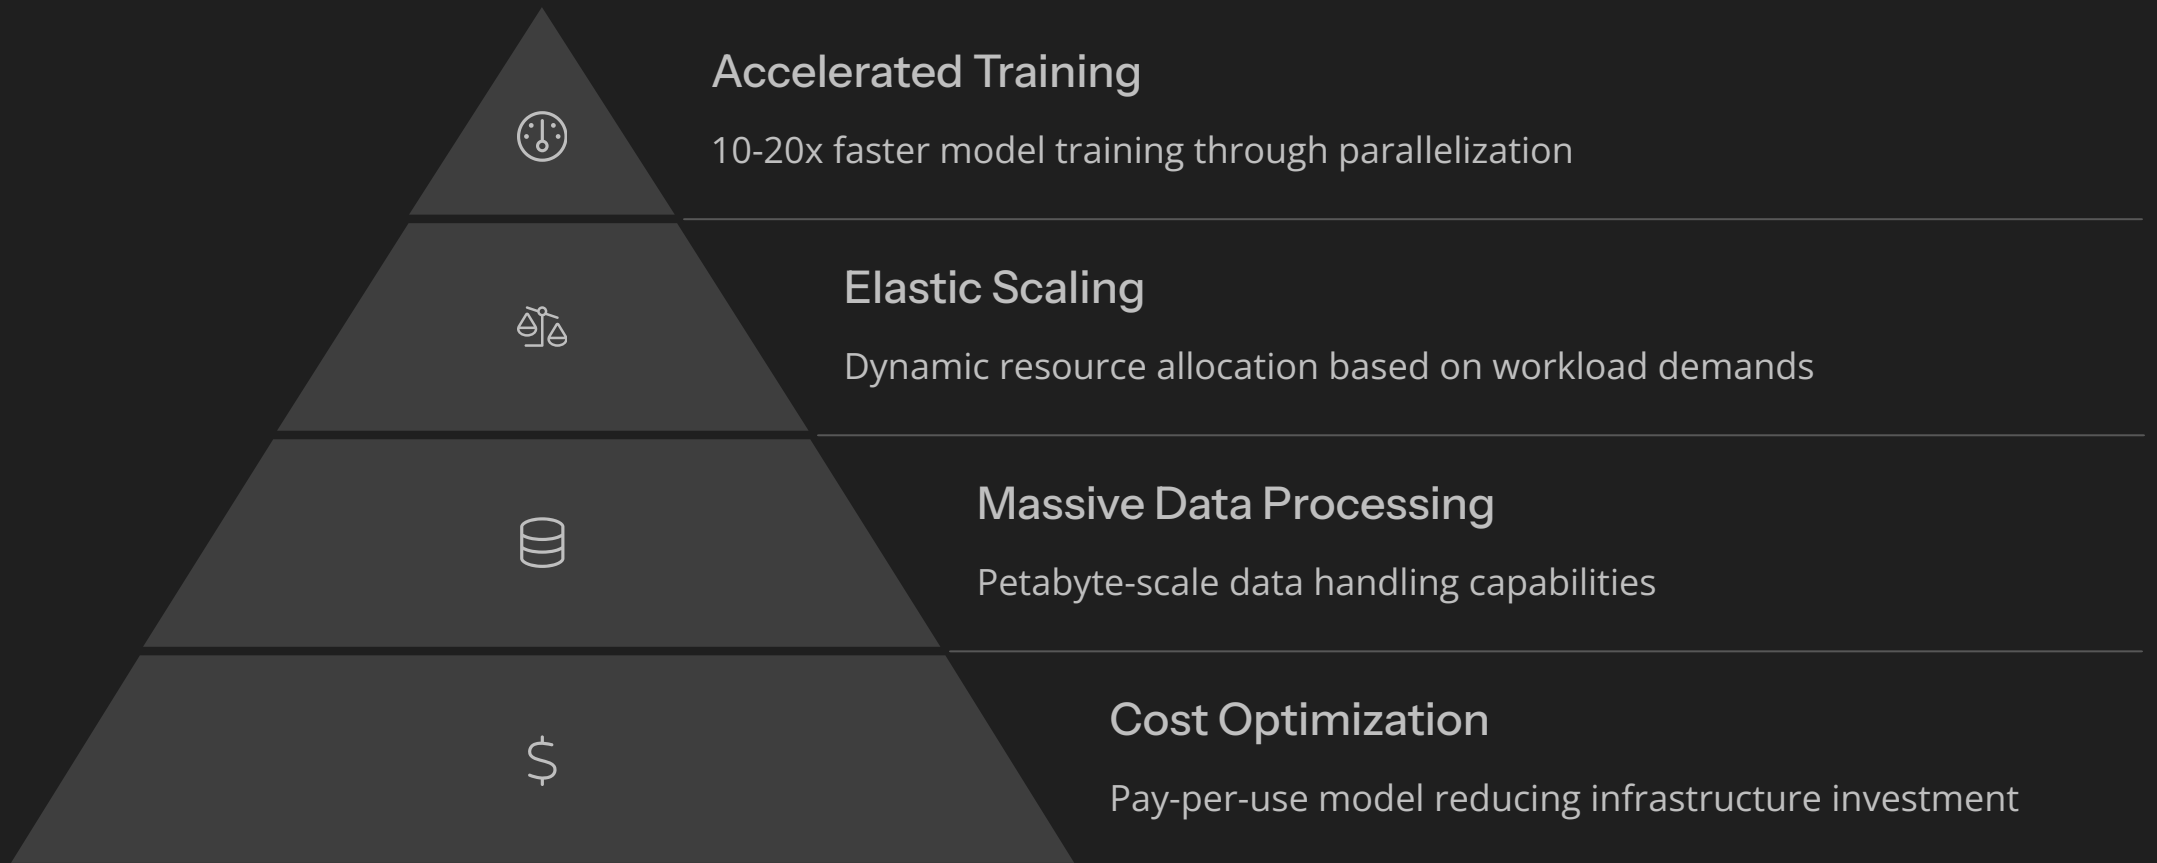 Accelerated Training
10-20x faster model training through parallelization
Elastic Scaling
Dynamic resource allocation based on workload demands
Massive Data Processing
Petabyte-scale data handling capabilities
$
Cost Optimization
Pay-per-use model reducing infrastructure investment